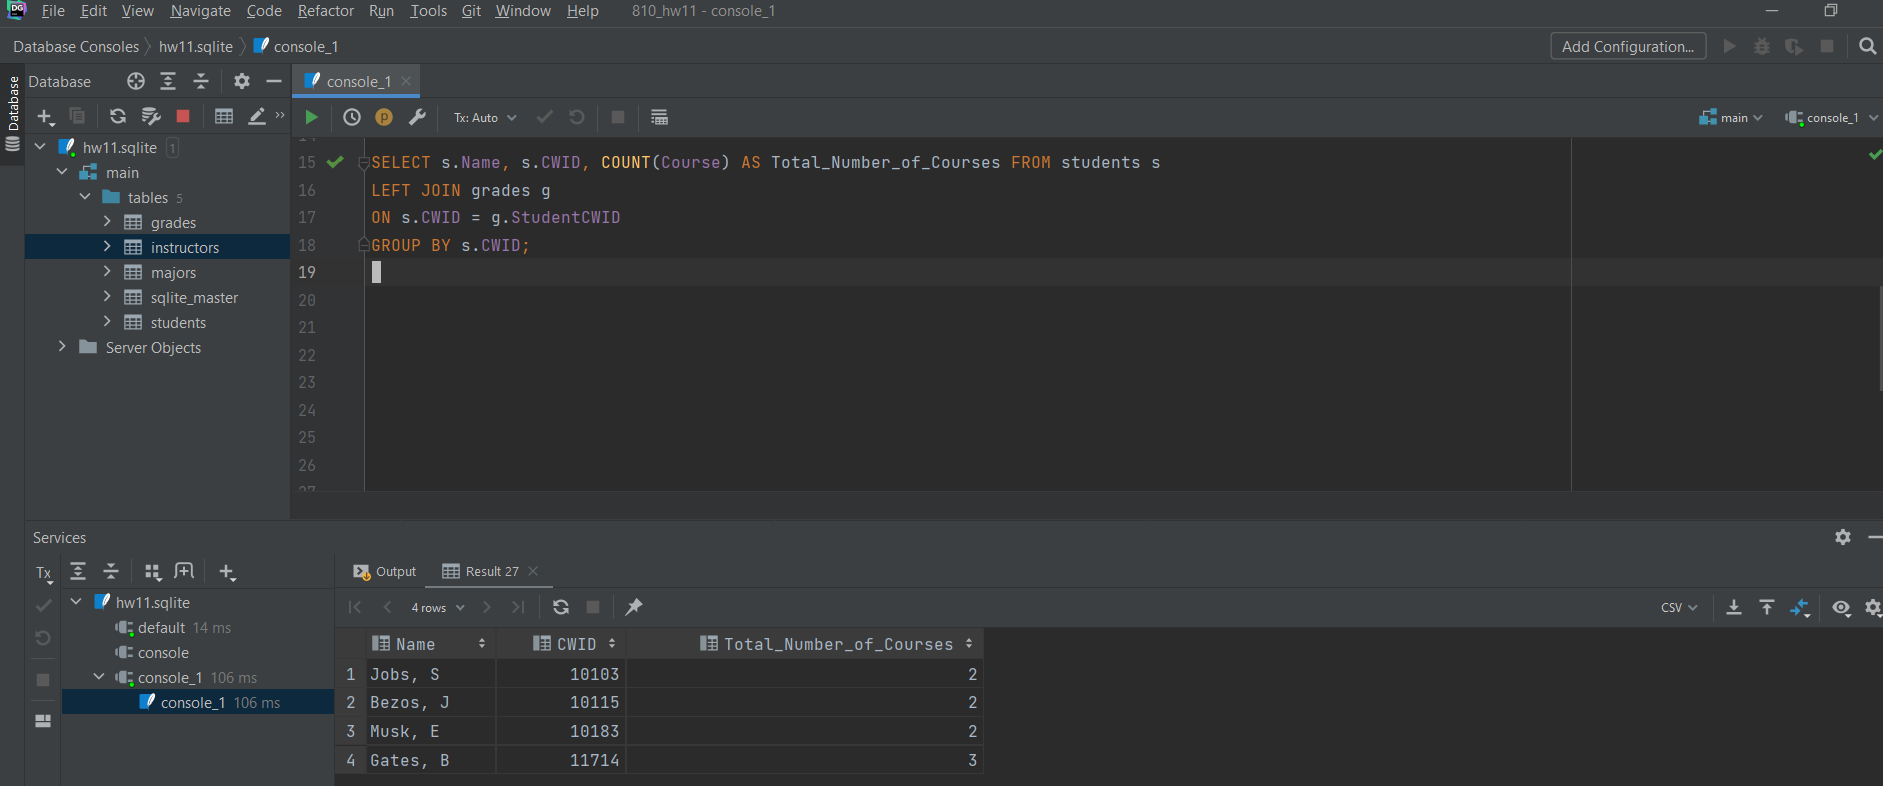 DG File Edit View Navigate Code Refactor Run Tools Git Window Help 810_hw11 - console_1
Database Consoles hw11.sqlite console_1 Add Configuration...
Database
Database
console_1
Tx: Auto
main console_1
hw11.sqlite 1
main
tables 5
grades
instructors
majors
sqlite_master
students
Server Objects
14
15 SELECT s.Name, s.CWID, COUNT(Course) AS Total_Number_of_Courses FROM students s
16 LEFT JOIN grades g
17 ON s.CWID = g.StudentCWID
18 GROUP BY s.CWID;
19
20
21
22
23
24
25
26
27
Services
Tx
hw11.sqlite
default 14 ms
console
console_1 106 ms
console_1 106 ms
Output Result 27
4 rows CSV
Name CWID Total_Number_of_Courses
1 Jobs, S 10103 2
2 Bezos, J 10115 2
3 Musk, E 10183 2
4 Gates, B 11714 3